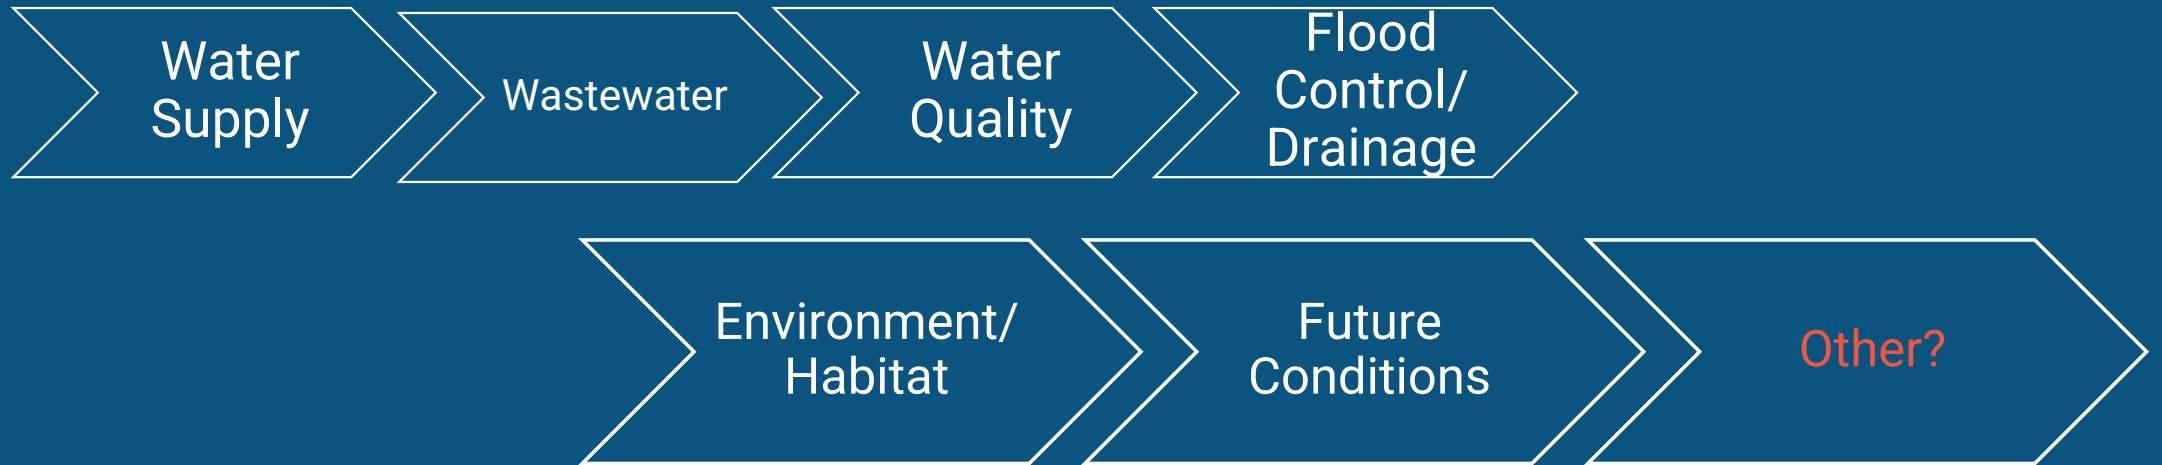 Water
Supply
Wastewater
Water
Quality
Flood
Control/
Drainage
Environment/
Habitat
Future
Conditions
Other?